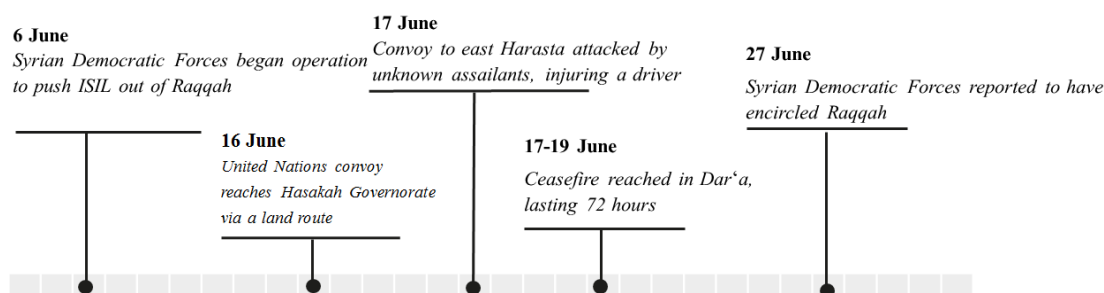 6 June
Syrian Democratic Forces began operation
to push ISIL out of Raqqah
16 June
United Nations convoy
reaches Hasakah Governorate
via a land route
17 June
Convoy to east Harasta attacked by
unknown assailants, injuring a driver
17-19 June
Ceasefire reached in Dar‘a,
lasting 72 hours
27 June
Syrian Democratic Forces reported to have
encircled Raqqah